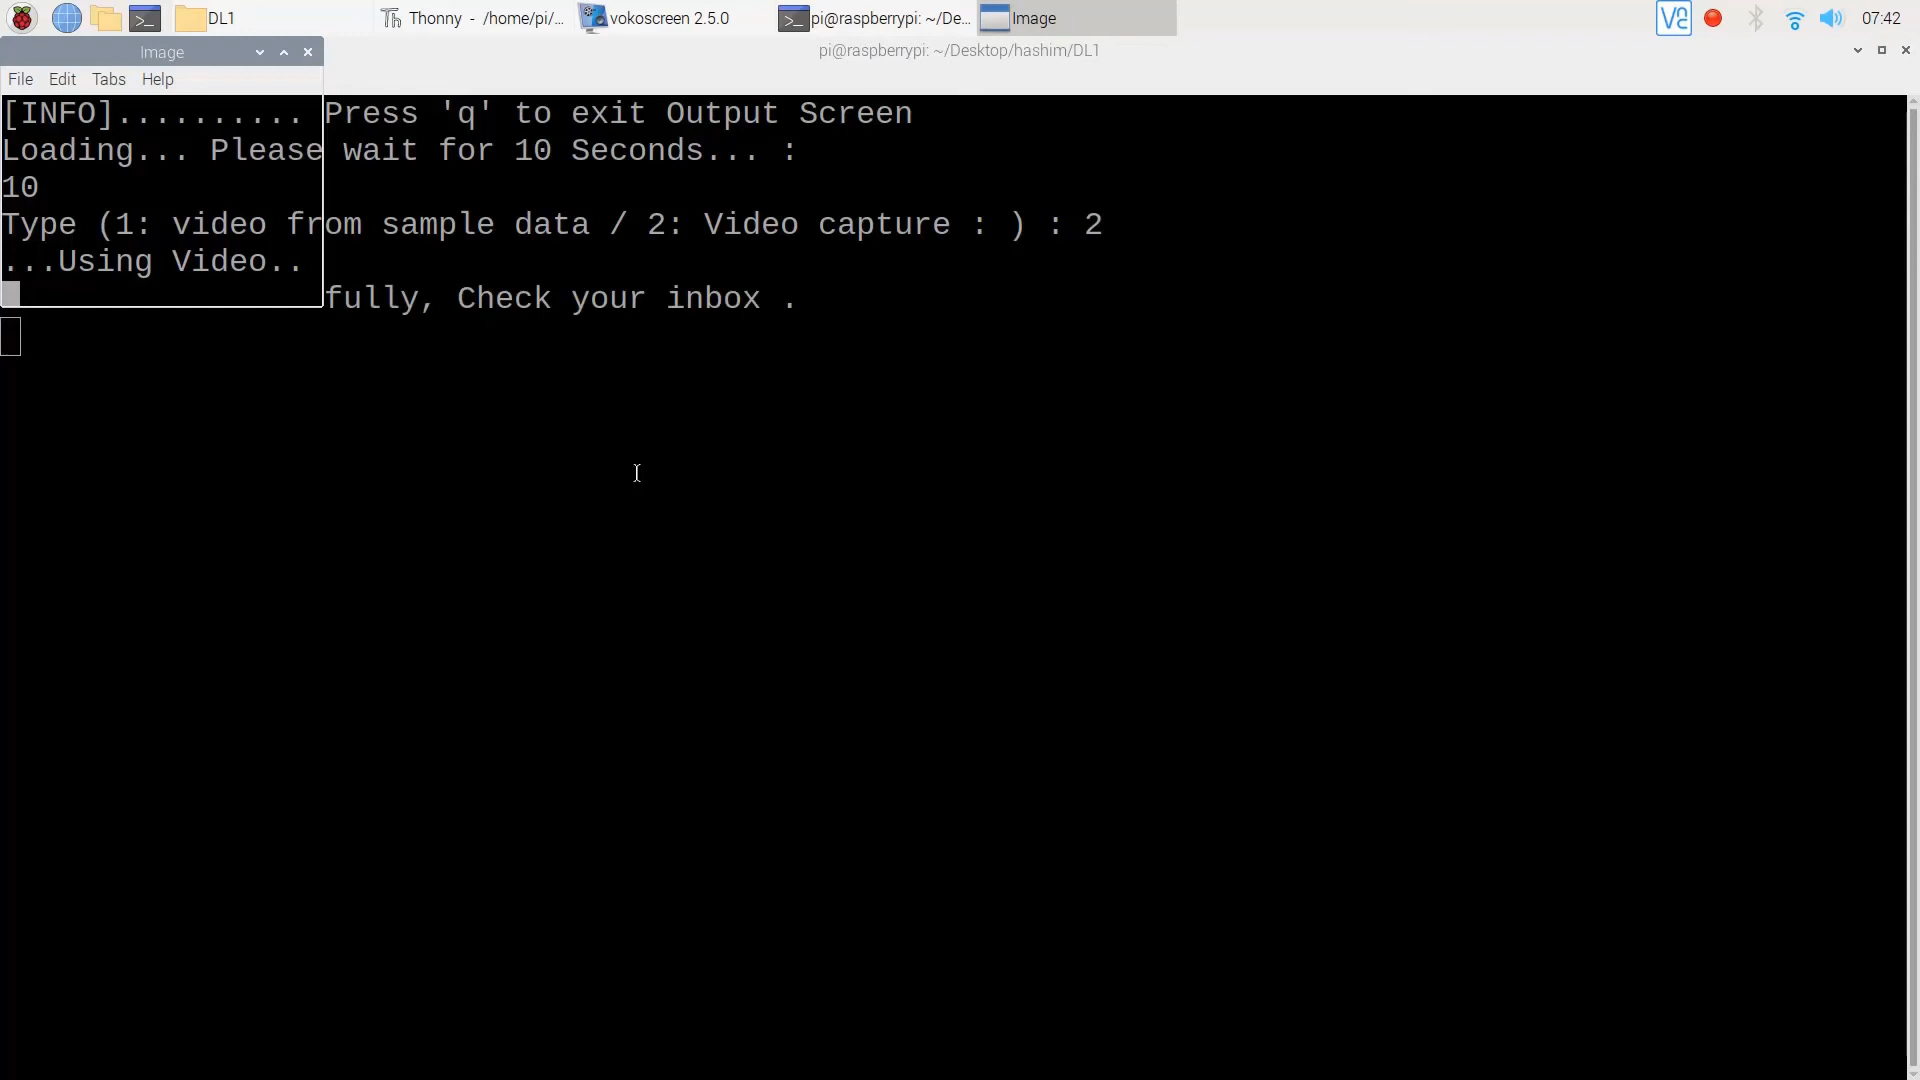 DL1
Thonny - /home/pi/...
vokoscreen 2.5.0
pi@raspberrypi: ~/De...
Image
07:42
Image
pi@raspberrypi: ~/Desktop/hashim/DL1
File Edit Tabs Help
[INFO].......... Press 'q' to exit Output Screen
Loading... Please wait for 10 Seconds... :
10
Type (1: video from sample data / 2: Video capture : ) : 2
...Using Video..
fully, Check your inbox .